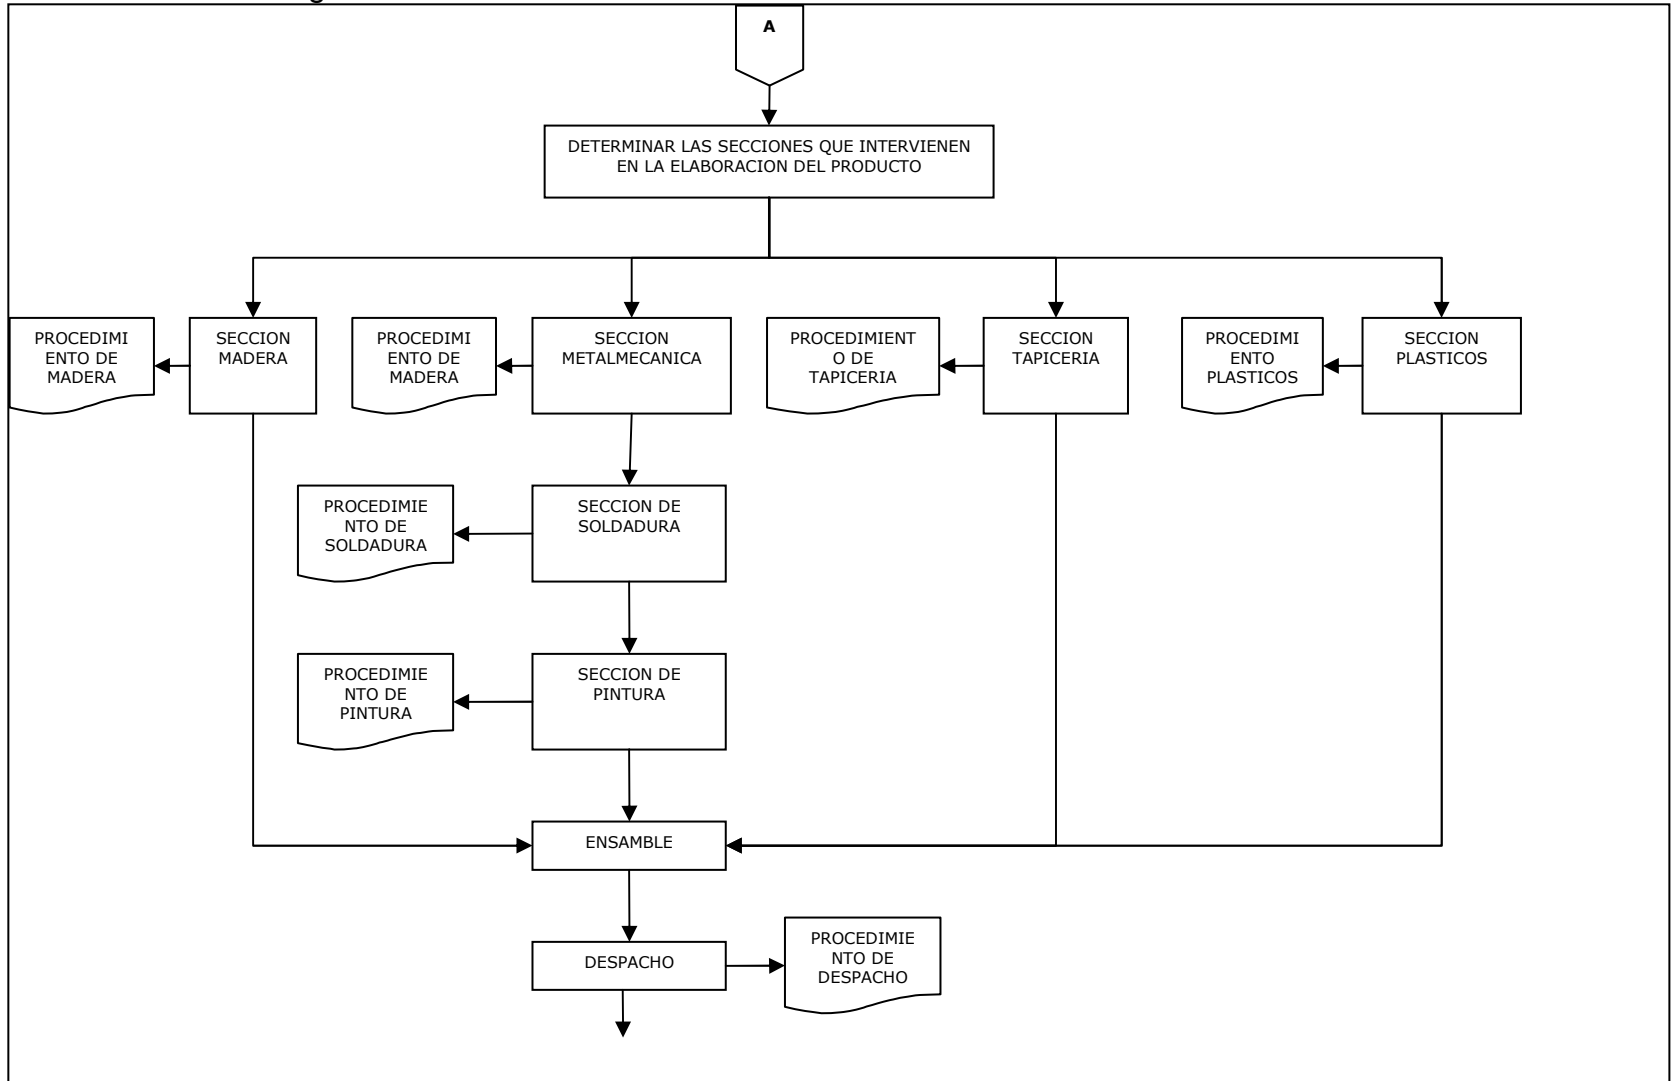 A
DETERMINAR LAS SECCIONES QUE INTERVIENEN
EN LA ELABORACION DEL PRODUCTO
PROCEDIMI
ENTO DE
MADERA
SECCION
MADERA
PROCEDIMI
ENTO DE
MADERA
SECCION
METALMECANICA
PROCEDIMIENT
O DE
TAPICERIA
SECCION
TAPICERIA
PROCEDIMI
ENTO
PLASTICOS
SECCION
PLASTICOS
PROCEDIMIE
NTO DE
SOLDADURA
SECCION DE
SOLDADURA
PROCEDIMIE
NTO DE
PINTURA
SECCION DE
PINTURA
ENSAMBLE
DESPACHO
PROCEDIMIE
NTO DE
DESPACHO